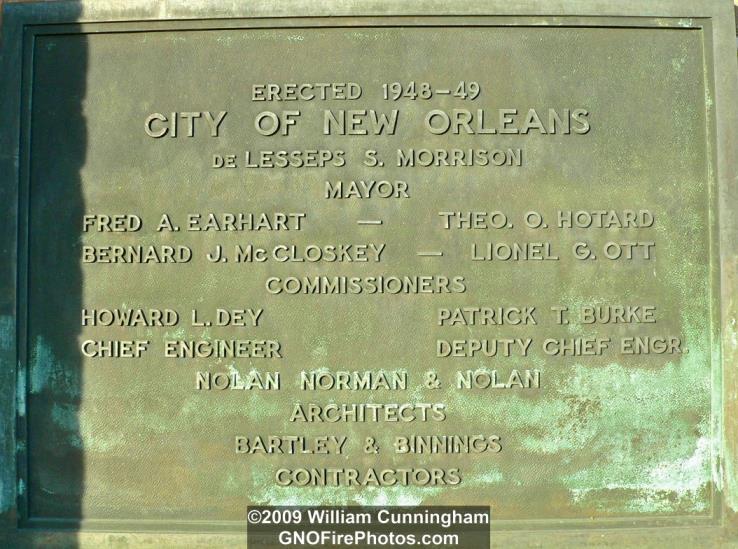 ERECTED 1948-49
CITY OF NEW ORLEANS
DE LESSEPS S. MORRISON
MAYOR
FRED A. EARHART — THEO. O. HOTARD
BERNARD J. Mc CLOSKEY — LIONEL G. OTT
COMMISSIONERS
HOWARD L. DEY PATRICK T. BURKE
CHIEF ENGINEER DEPUTY CHIEF ENGR.
NOLAN NORMAN & NOLAN
ARCHITECTS
BARTLEY & BINNINGS
CONTRACTORS
©2009 William Cunningham
GNOFirePhotos.com